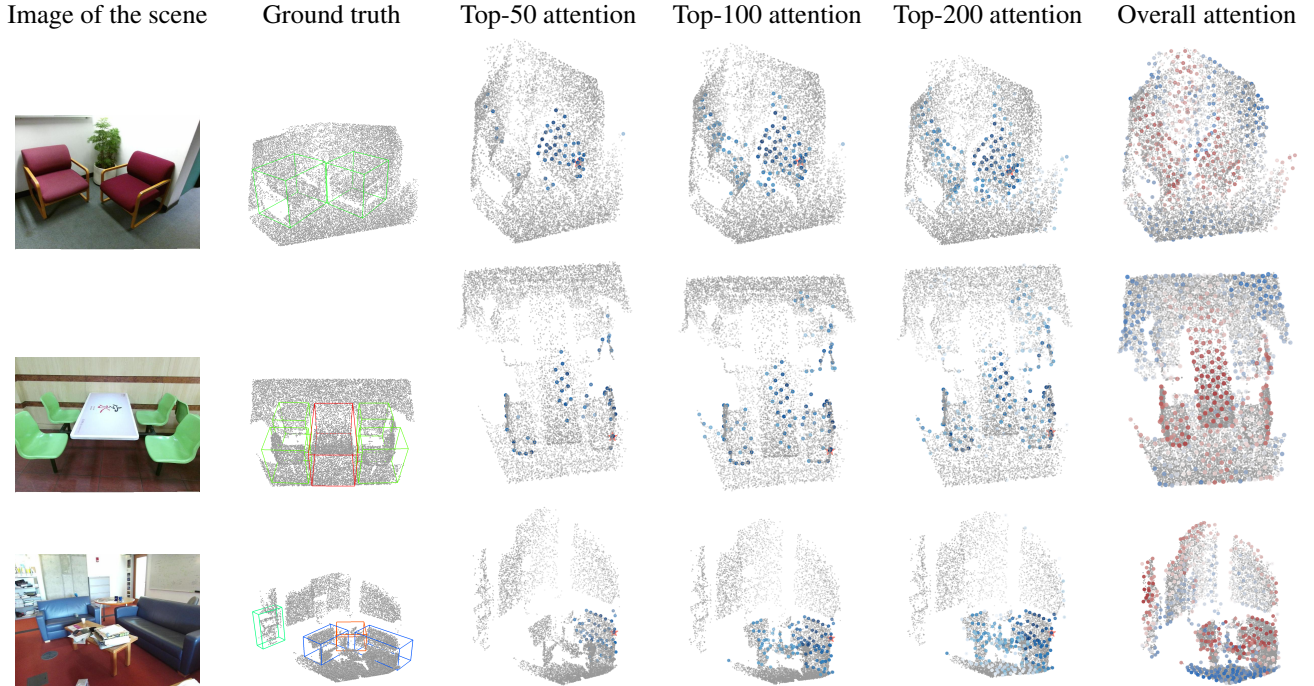 Image of the scene
Ground truth
Top-50 attention
Top-100 attention
Top-200 attention
Overall attention